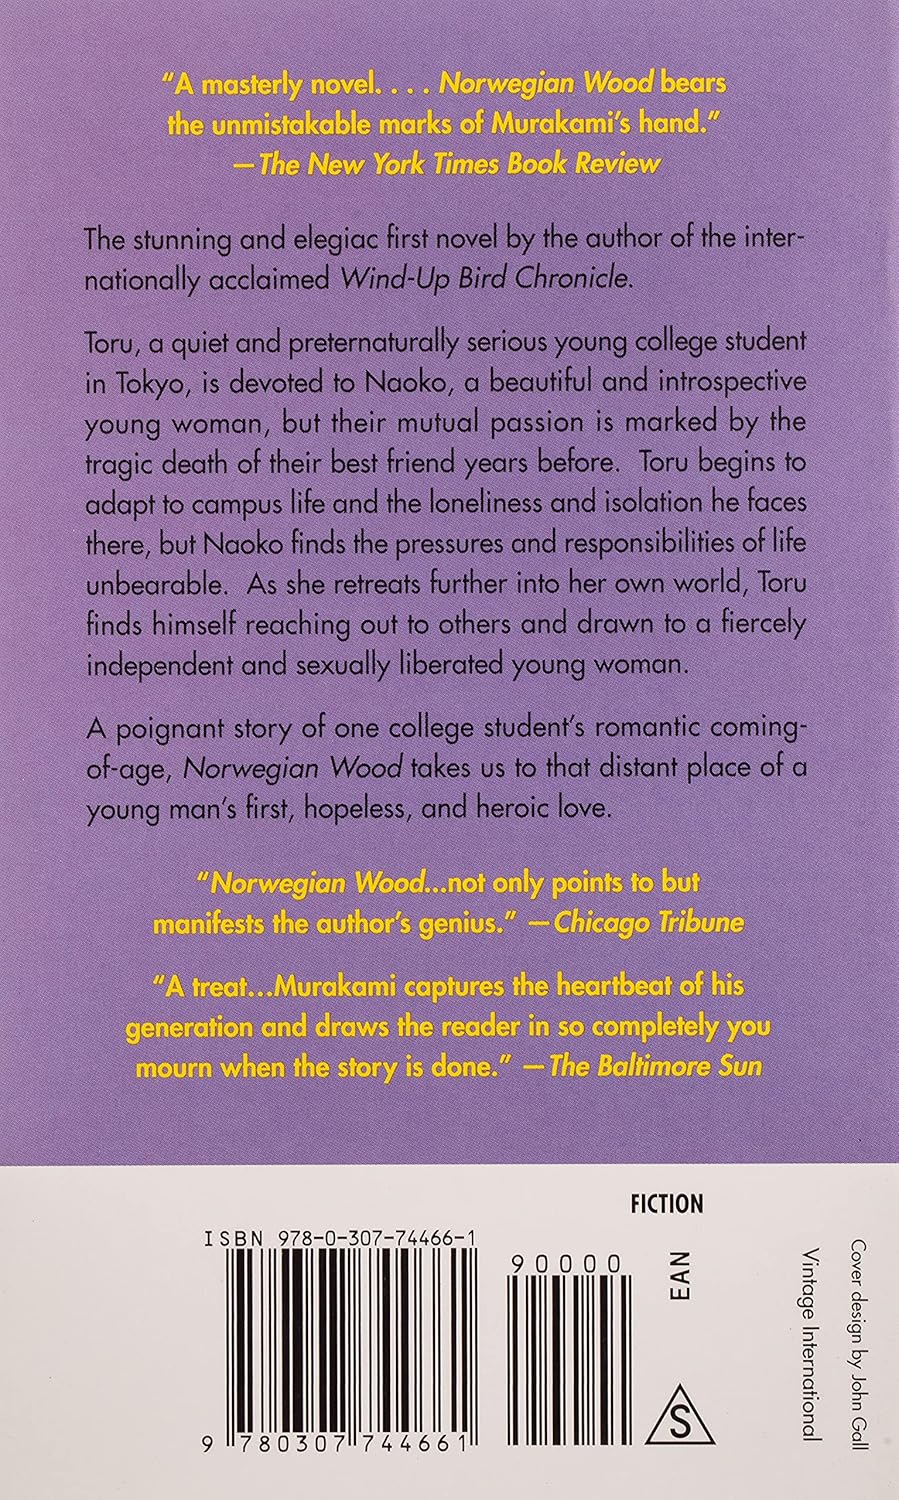 “A masterly novel. . . . Norwegian Wood bears
the unmistakable marks of Murakami’s hand.”
—The New York Times Book Review
The stunning and elegiac first novel by the author of the inter-
nationally acclaimed Wind-Up Bird Chronicle.
Toru, a quiet and preternaturally serious young college student
in Tokyo, is devoted to Naoko, a beautiful and introspective
young woman, but their mutual passion is marked by the
tragic death of their best friend years before. Toru begins to
adapt to campus life and the loneliness and isolation he faces
there, but Naoko finds the pressures and responsibilities of life
unbearable. As she retreats further into her own world, Toru
finds himself reaching out to others and drawn to a fiercely
independent and sexually liberated young woman.
A poignant story of one college student’s romantic coming-
of-age, Norwegian Wood takes us to that distant place of a
young man’s first, hopeless, and heroic love.
“Norwegian Wood...not only points to but
manifests the author’s genius.” —Chicago Tribune
“A treat...Murakami captures the heartbeat of his
generation and draws the reader in so completely you
mourn when the story is done.” —The Baltimore Sun
FICTION
ISBN 978-0-307-74466-1
90000
9 780307 744661
EAN
S
Vintage International
Cover design by John Gall